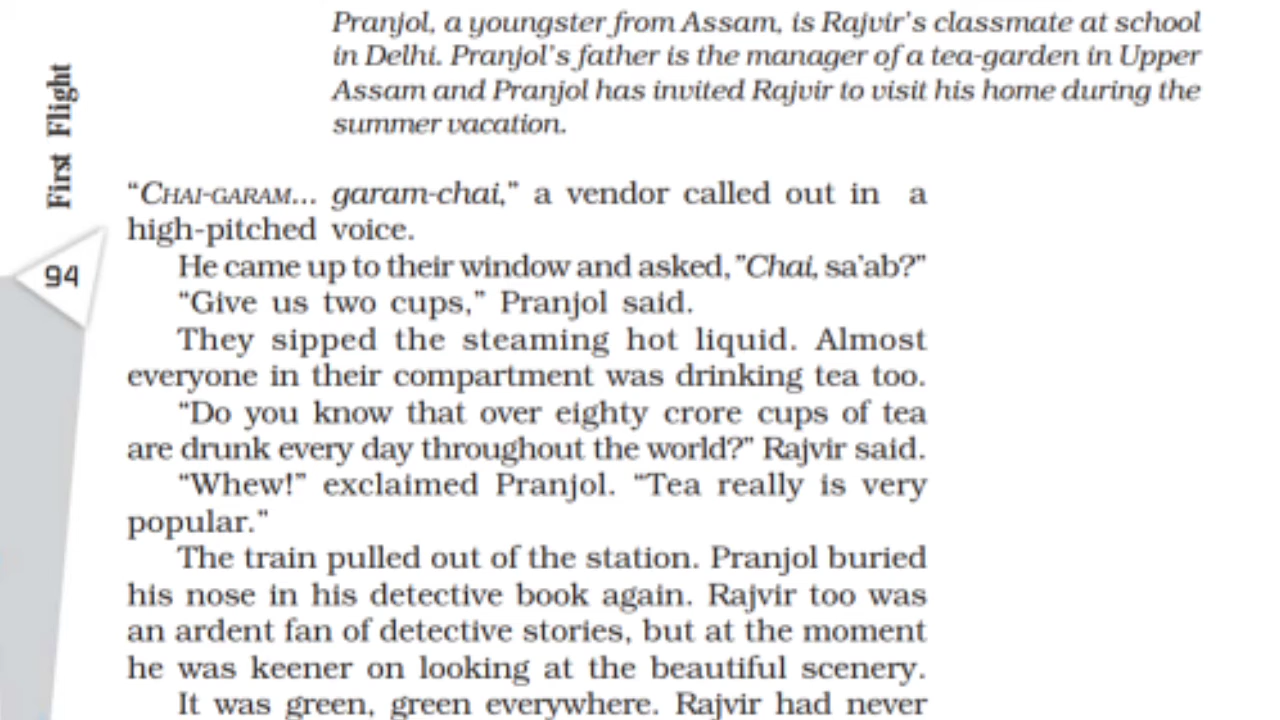 Pranjol, a youngster from Assam, is Rajvir's classmate at school
in Delhi. Pranjol's father is the manager of a tea-garden in Upper
Assam and Pranjol has invited Rajvir to visit his home during the
summer vacation.
First Flight
94
“CHAI-GARAM... garam-chai,” a vendor called out in a
high-pitched voice.
He came up to their window and asked, ”Chai, sa'ab?”
“Give us two cups,” Pranjol said.
They sipped the steaming hot liquid. Almost
everyone in their compartment was drinking tea too.
“Do you know that over eighty crore cups of tea
are drunk every day throughout the world?” Rajvir said.
“Whew!” exclaimed Pranjol. “Tea really is very
popular.”
The train pulled out of the station. Pranjol buried
his nose in his detective book again. Rajvir too was
an ardent fan of detective stories, but at the moment
he was keener on looking at the beautiful scenery.
It was green, green everywhere. Rajvir had never